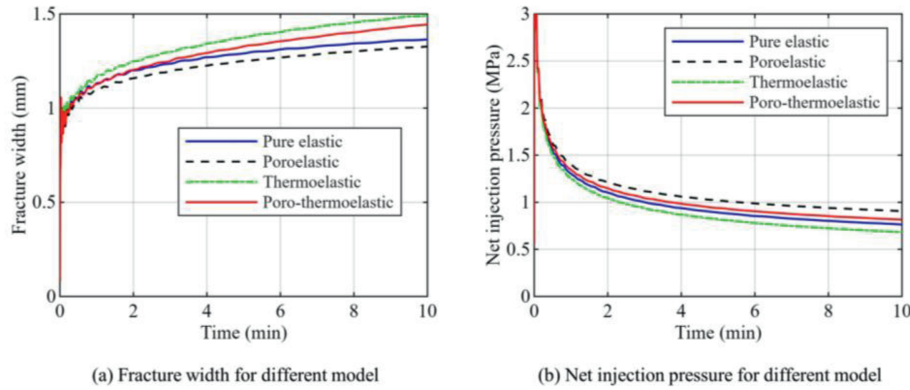 1.5
1
0.5
0
Fracture width (mm)
Pure elastic
Poroelastic
Thermoelastic
Poro-thermoelastic
0 2 4 6 8 10
Time (min)
(a) Fracture width for different model
3
2.5
2
1.5
1
0.5
0
Net injection pressure (MPa)
Pure elastic
Poroelastic
Thermoelastic
Poro-thermoelastic
0 2 4 6 8 10
Time (min)
(b) Net injection pressure for different model